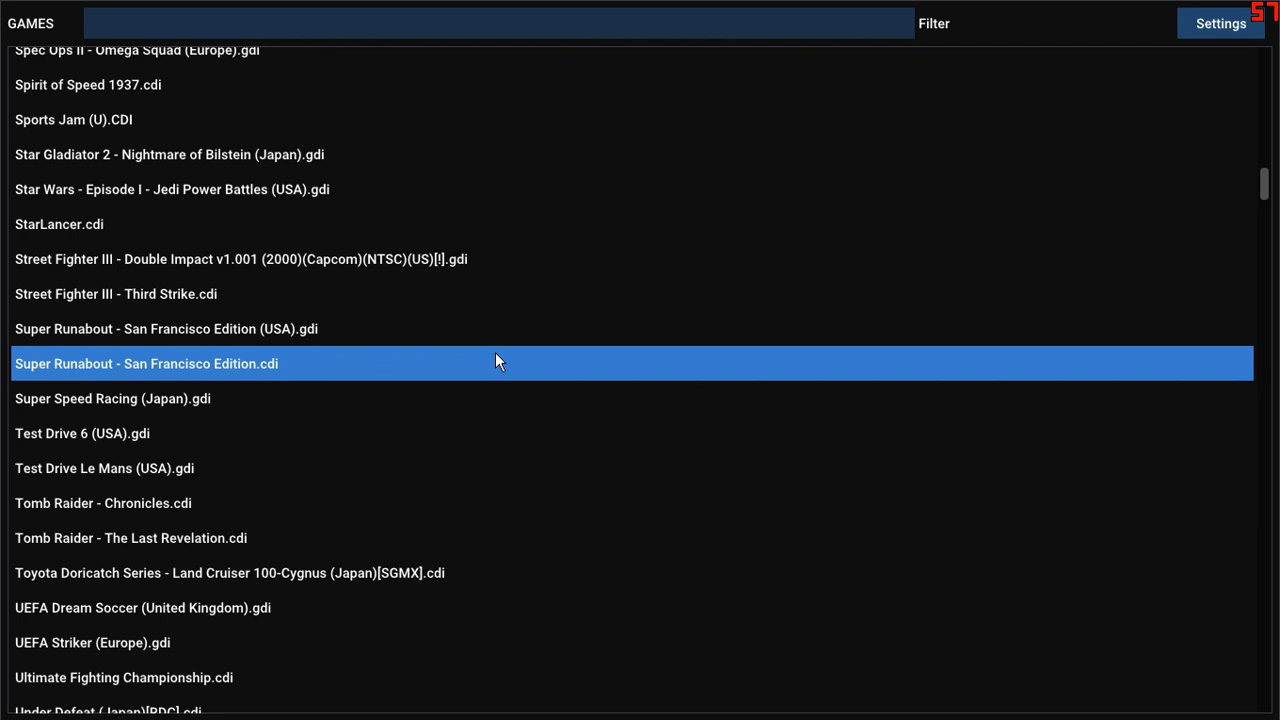 GAMES
Filter
Settings
57
Spec Ops II - Omega Squad (Europe).gdi
Spirit of Speed 1937.cdi
Sports Jam (U).CDI
Star Gladiator 2 - Nightmare of Bilstein (Japan).gdi
Star Wars - Episode I - Jedi Power Battles (USA).gdi
StarLancer.cdi
Street Fighter III - Double Impact v1.001 (2000)(Capcom)(NTSC)(US)[!].gdi
Street Fighter III - Third Strike.cdi
Super Runabout - San Francisco Edition (USA).gdi
Super Runabout - San Francisco Edition.cdi
Super Speed Racing (Japan).gdi
Test Drive 6 (USA).gdi
Test Drive Le Mans (USA).gdi
Tomb Raider - Chronicles.cdi
Tomb Raider - The Last Revelation.cdi
Toyota Doricatch Series - Land Cruiser 100-Cygnus (Japan)[SGMX].cdi
UEFA Dream Soccer (United Kingdom).gdi
UEFA Striker (Europe).gdi
Ultimate Fighting Championship.cdi
Under Defeat (Japan)[RDC].cdi